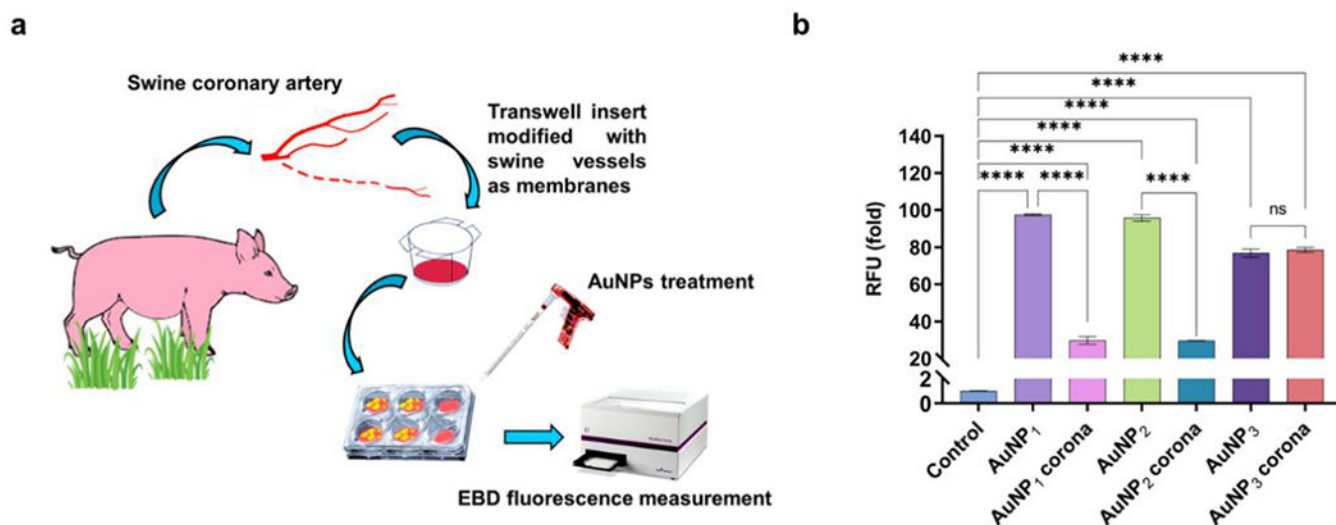 a
Swine coronary artery
Transwell insert
modified with
swine vessels
as membranes
AuNPs treatment
EBD fluorescence measurement
b
****
****
****
****
****
**** **** ****
ns
RFU (fold)
140
120
100
80
60
40
20
2
0
Control
AuNP₁
AuNP₁ corona
AuNP₂
AuNP₂ corona
AuNP₃
AuNP₃ corona